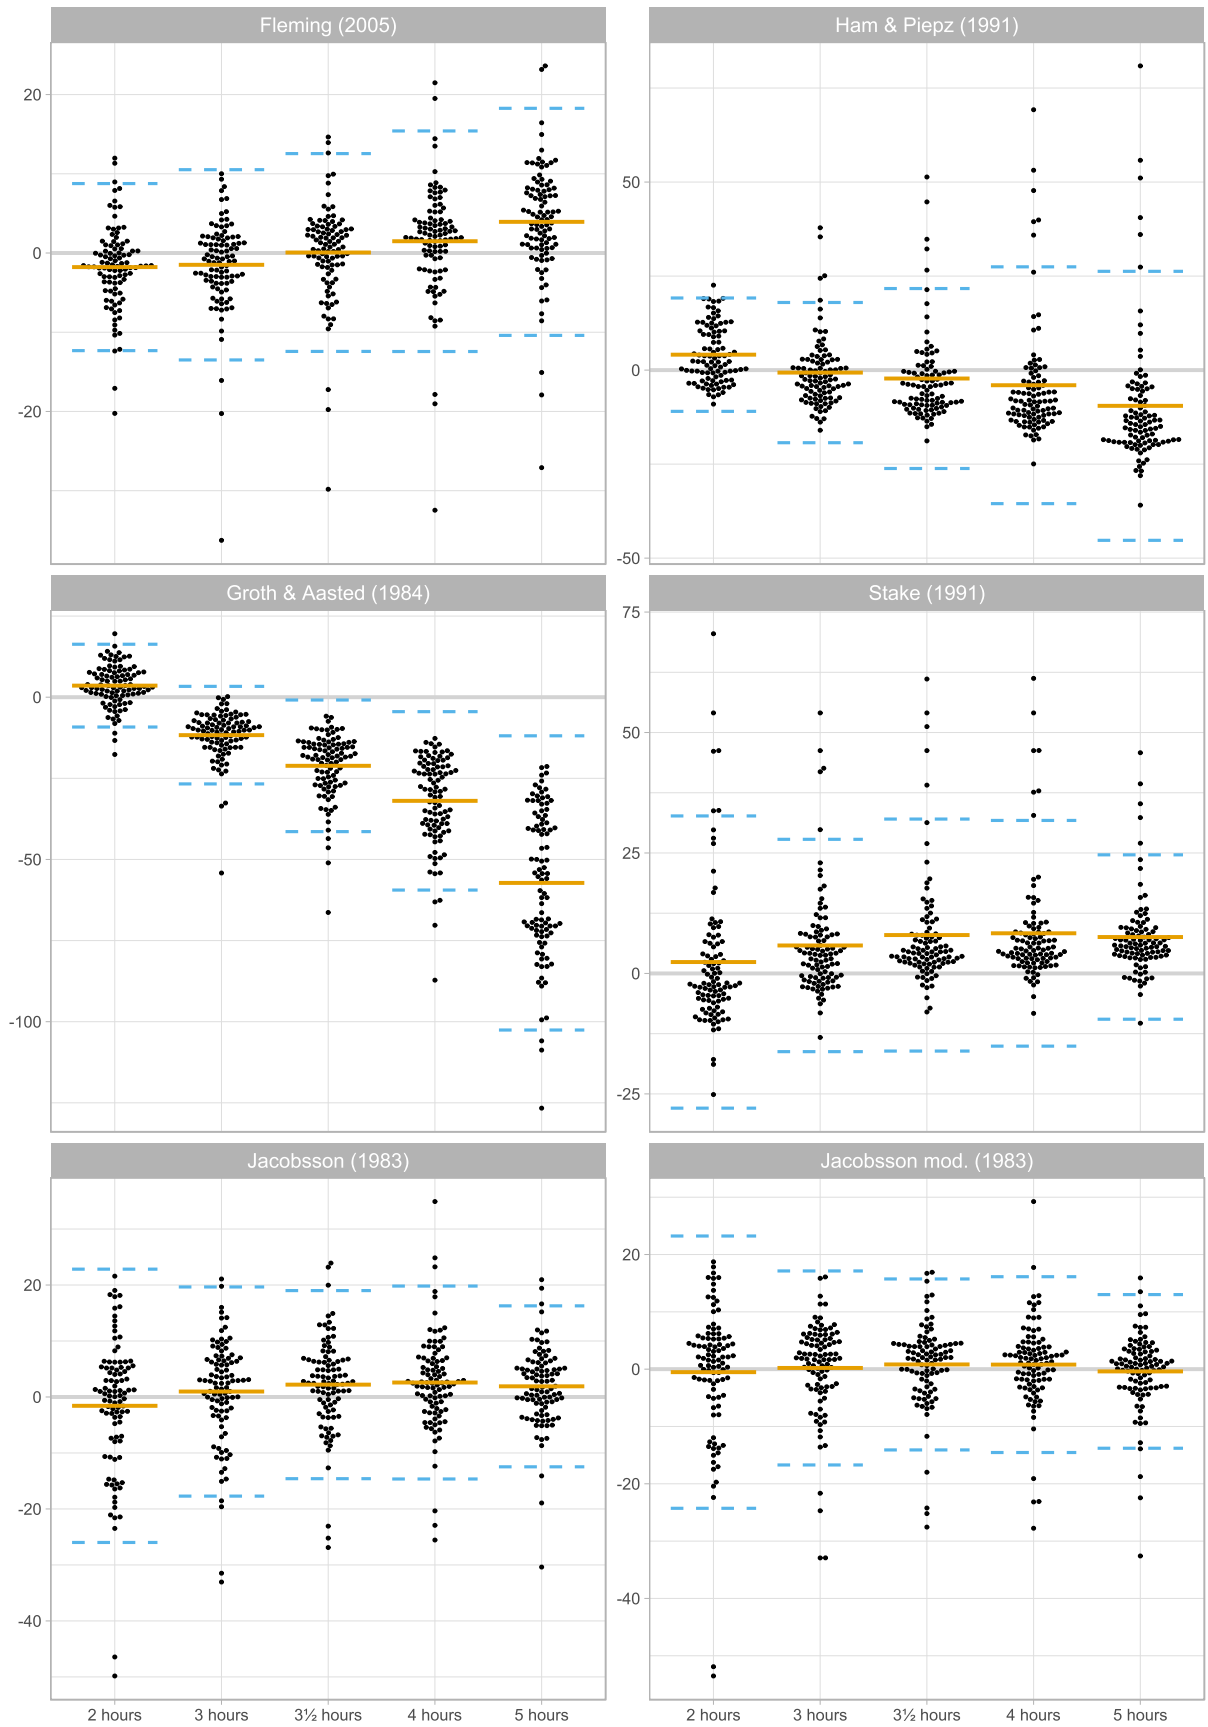 Fleming (2005)
Ham & Piepz (1991)
20
0
-20
50
0
-50
Groth & Aasted (1984)
Stake (1991)
0
-50
-100
75
50
25
0
-25
Jacobsson (1983)
Jacobsson mod. (1983)
20
0
-20
-40
20
0
-20
-40
2 hours 3 hours 3½ hours 4 hours 5 hours
2 hours 3 hours 3½ hours 4 hours 5 hours